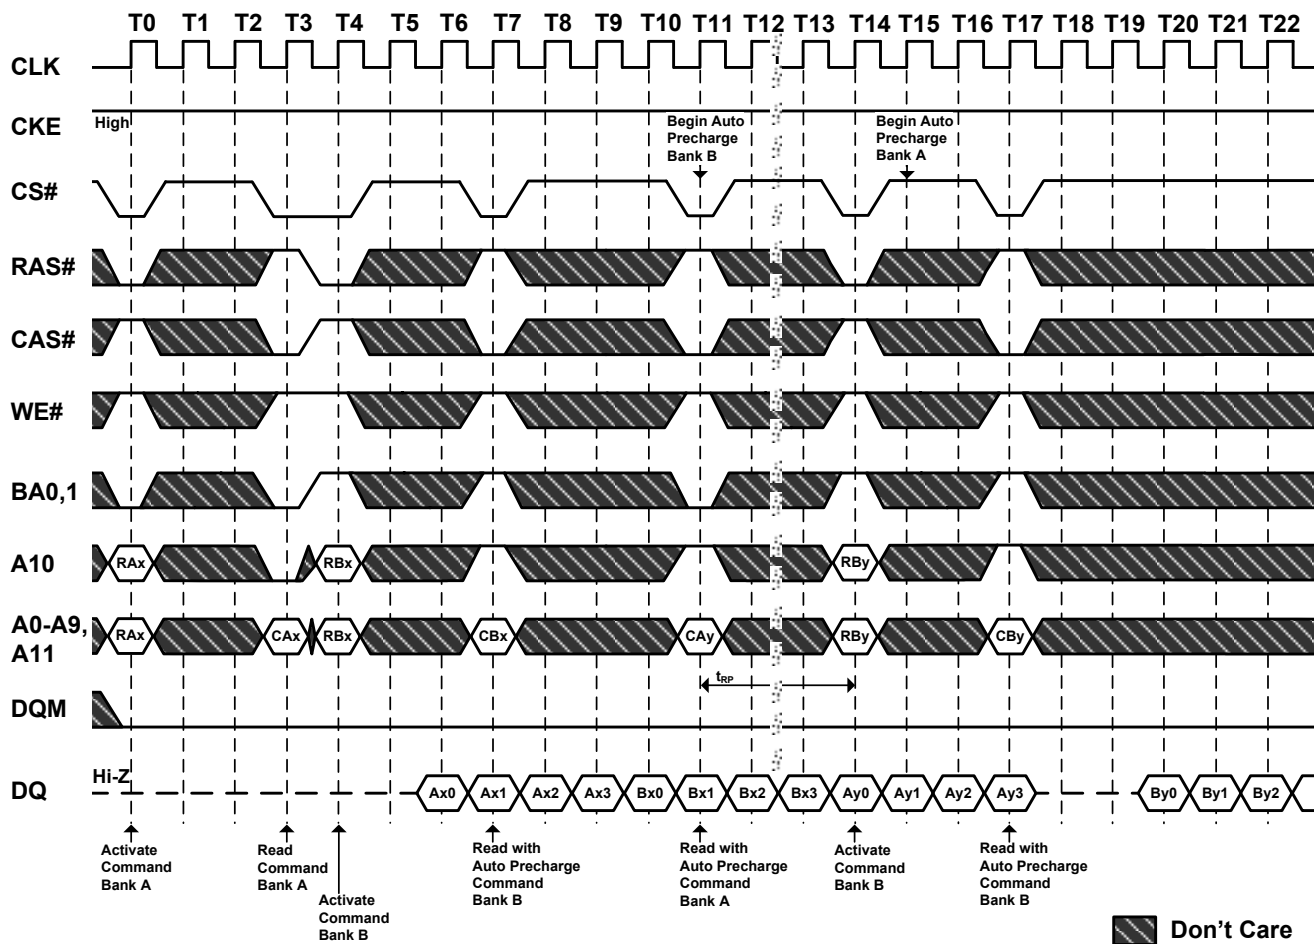 T0 T1 T2 T3 T4 T5 T6 T7 T8 T9 T10 T11 T12 T13 T14 T15 T16 T17 T18 T19 T20 T21 T22
CLK
CKE
High
Begin Auto
Precharge
Bank B
Begin Auto
Precharge
Bank A
CS#
RAS#
CAS#
WE#
BA0,1
A10
RAx RBx RBy
A0-A9,
A11
RAx CAx RBx CBx CAy RBy CBy
tRP
DQM
Hi-Z
DQ
Ax0 Ax1 Ax2 Ax3 Bx0 Bx1 Bx2 Bx3 Ay0 Ay1 Ay2 Ay3 By0 By1 By2
Activate
Command
Bank A
Read
Command
Bank A
Activate
Command
Bank B
Read with
Auto Precharge
Command
Bank B
Read with
Auto Precharge
Command
Bank A
Activate
Command
Bank B
Read with
Auto Precharge
Command
Bank B
Don't Care